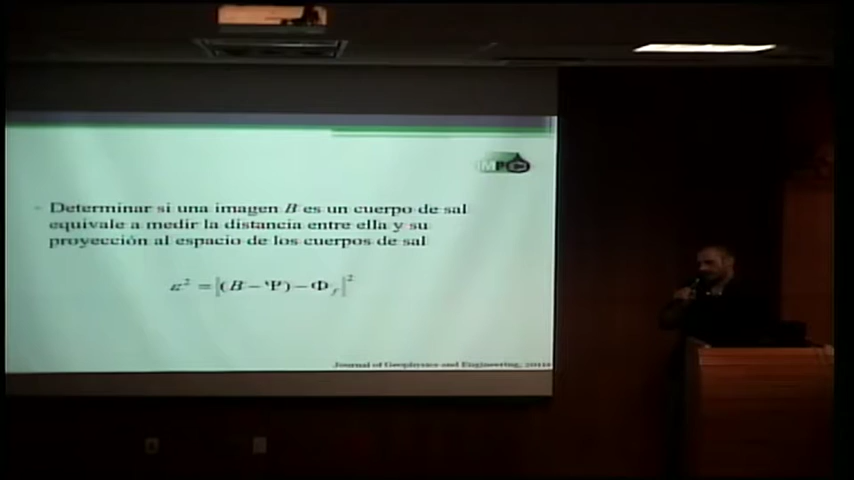 - Determinar si una imagen B es un cuerpo de sal
equivale a medir la distancia entre ella y su
proyección al espacio de los cuerpos de sal
ε² = |(B − Ψ) − Φf|²
Journal of Geophysics and Engineering,